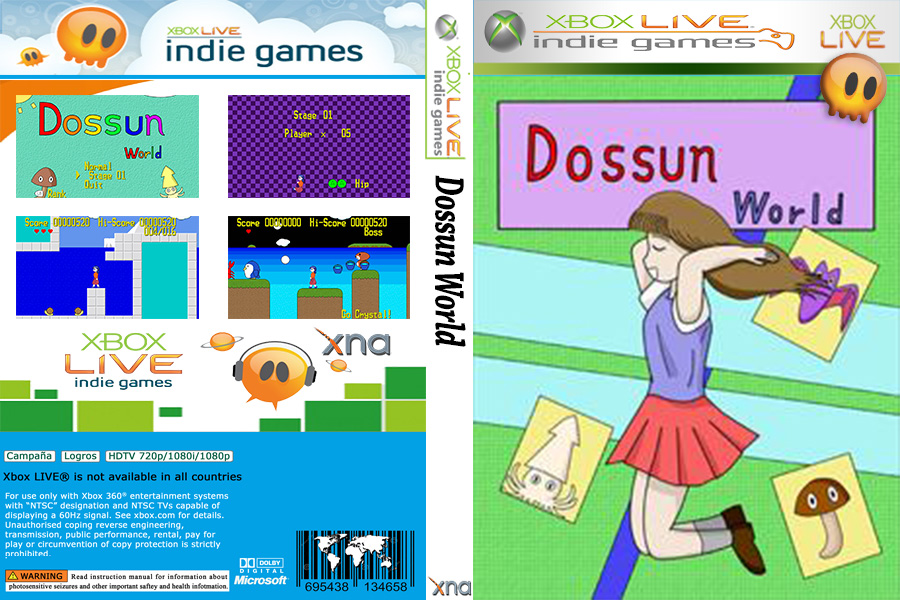 XBOX LIVE
indie games
Dossun
World
Normal
Stage 01
Quit
Rank
Stage 01
Player x 05
Hip
Score 00000520 Hi-Score 00000520
004/016
Score 00000000 Hi-Score 00000520
Boss
Go Crystal!
XBOX
LIVE
indie games
xna
Campaña Logros HDTV 720p/1080i/1080p
Xbox LIVE® is not available in all countries
For use only with Xbox 360® entertainment systems
with "NTSC" designation and NTSC TVs capable of
displaying a 60Hz signal. See xbox.com for details.
Unauthorised coping reverse engineering,
transmission, public performance, rental, pay for
play or circumvention of copy protection is strictly
prohibited.
WARNING Read instruction manual for information about
photosensitive seizures and other important saftey and health infotmation.
DOLBY
DIGITAL
Microsoft
695438 134658
XBOX LIVE
indie games
Dossun World
xna
XBOX LIVE
indie games
XBOX
LIVE
Dossun
World